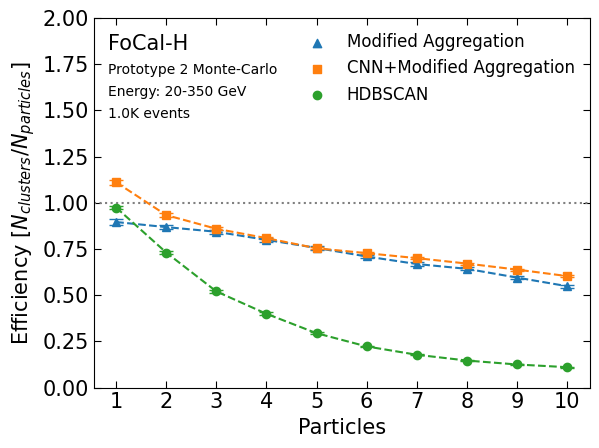 FoCal-H
Prototype 2 Monte-Carlo
Energy: 20-350 GeV
1.0K events
Modified Aggregation
CNN+Modified Aggregation
HDBSCAN
Efficiency [N_clusters/N_particles]
2.00
1.75
1.50
1.25
1.00
0.75
0.50
0.25
0.00
1 2 3 4 5 6 7 8 9 10
Particles